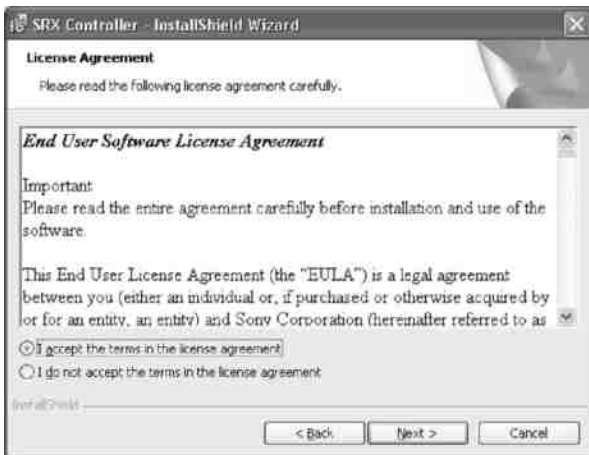 SRX Controller - InstallShield Wizard
License Agreement
Please read the following license agreement carefully.
End User Software License Agreement
Important
Please read the entire agreement carefully before installation and use of the
software.
This End User License Agreement (the "EULA") is a legal agreement
between you (either an individual or, if purchased or otherwise acquired by
or for an entity, an entity) and Sony Corporation (hereinafter referred to as
I accept the terms in the license agreement
I do not accept the terms in the license agreement
InstallShield
< Back
Next >
Cancel